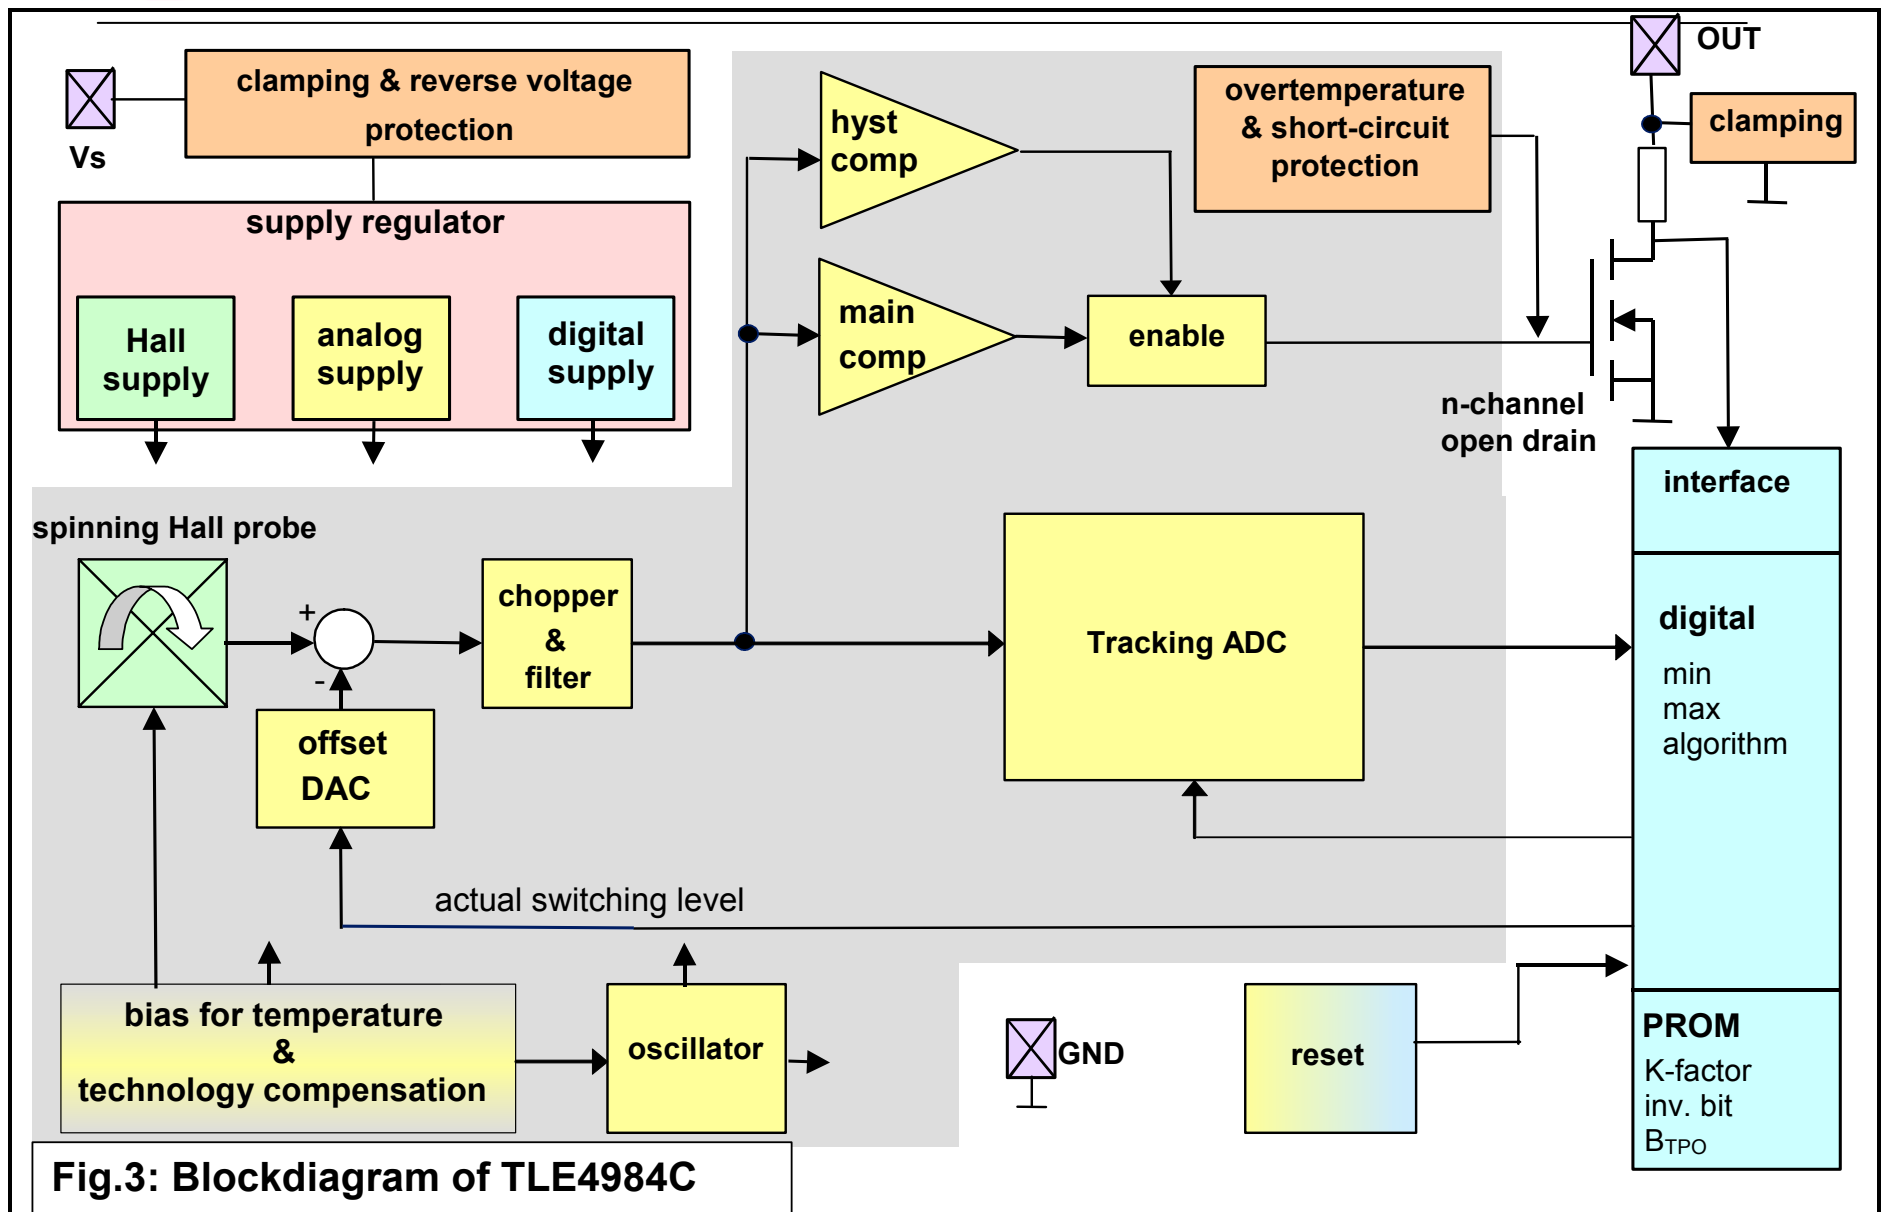 OUT
clamping & reverse voltage
protection
Vs
overtemperature
& short-circuit
protection
clamping
hyst
comp
supply regulator
Hall
supply
analog
supply
digital
supply
main
comp
enable
n-channel
open drain
interface
spinning Hall probe
+
-
chopper
&
filter
Tracking ADC
digital
min
max
algorithm
offset
DAC
actual switching level
bias for temperature
&
technology compensation
oscillator
GND
reset
PROM
K-factor
inv. bit
BTPO
Fig.3: Blockdiagram of TLE4984C